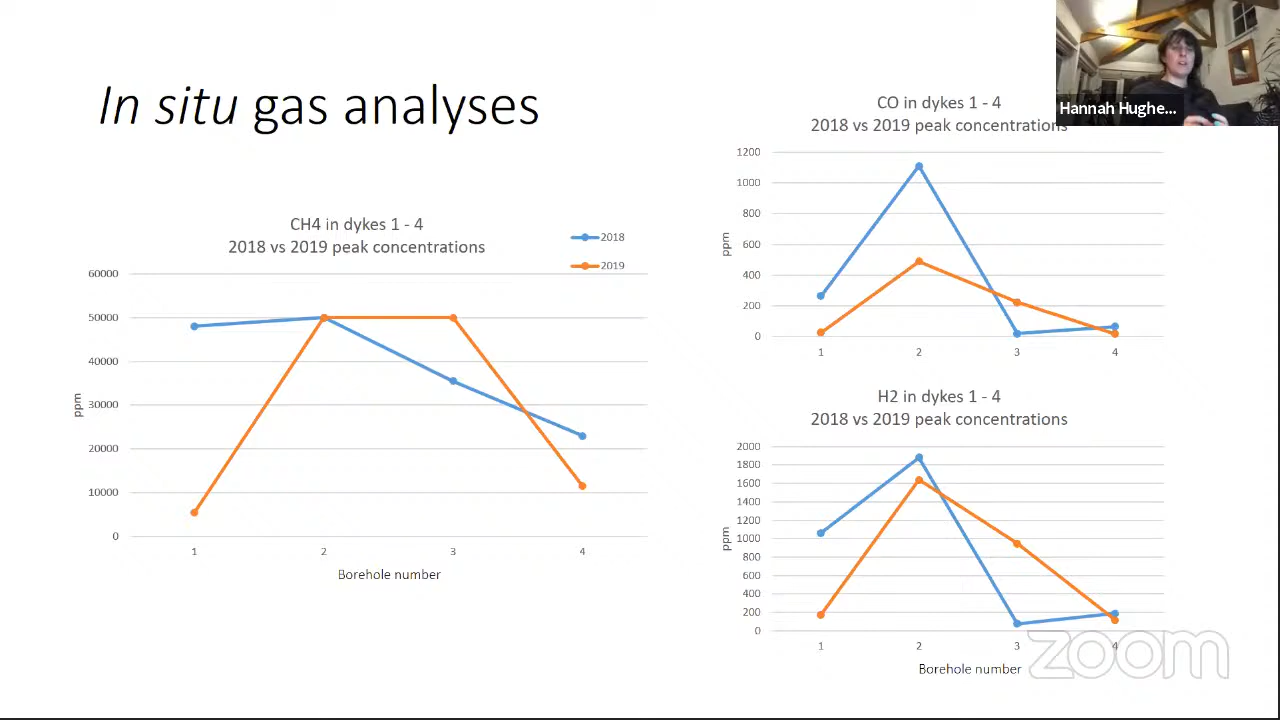 In situ gas analyses
Hannah Hughe...
CH4 in dykes 1 - 4
2018 vs 2019 peak concentrations
2018
2019
60000
50000
40000
30000
20000
10000
0
ppm
1 2 3 4
Borehole number
CO in dykes 1 - 4
2018 vs 2019 peak concentrations
1200
1000
800
600
400
200
0
ppm
1 2 3 4
H2 in dykes 1 - 4
2018 vs 2019 peak concentrations
2000
1800
1600
1400
1200
1000
800
600
400
200
0
ppm
1 2 3 4
Borehole number
zoom